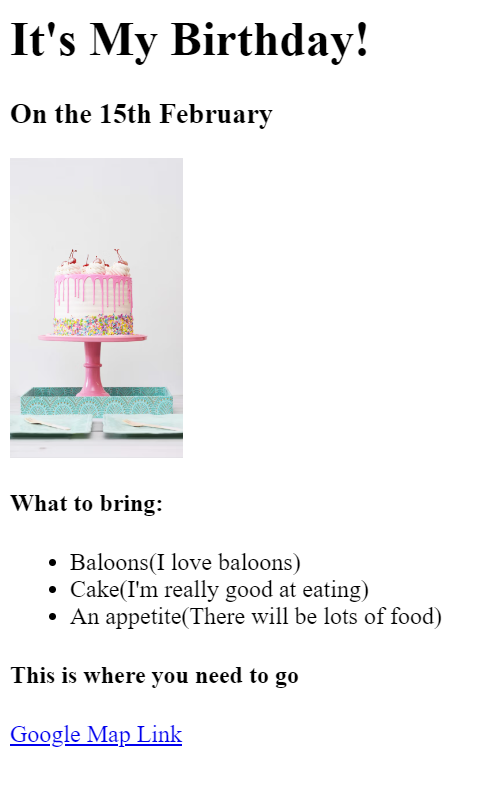 It's My Birthday!
On the 15th February
What to bring:
Baloons(I love baloons)
Cake(I'm really good at eating)
An appetite(There will be lots of food)
This is where you need to go
Google Map Link